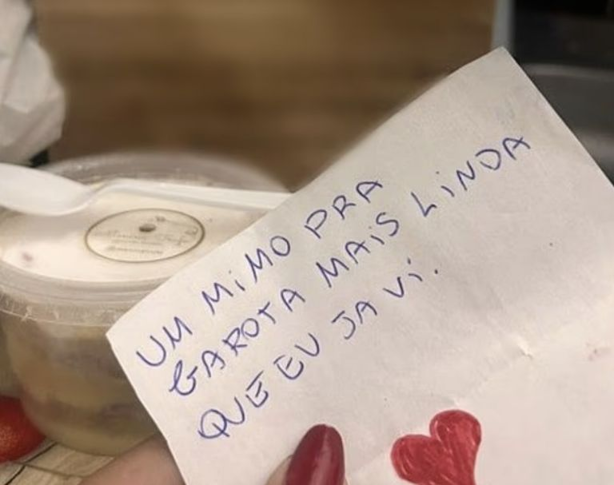 UM MIMO PRA
GAROTA MAIS LINDA
QUE EU JA VI.